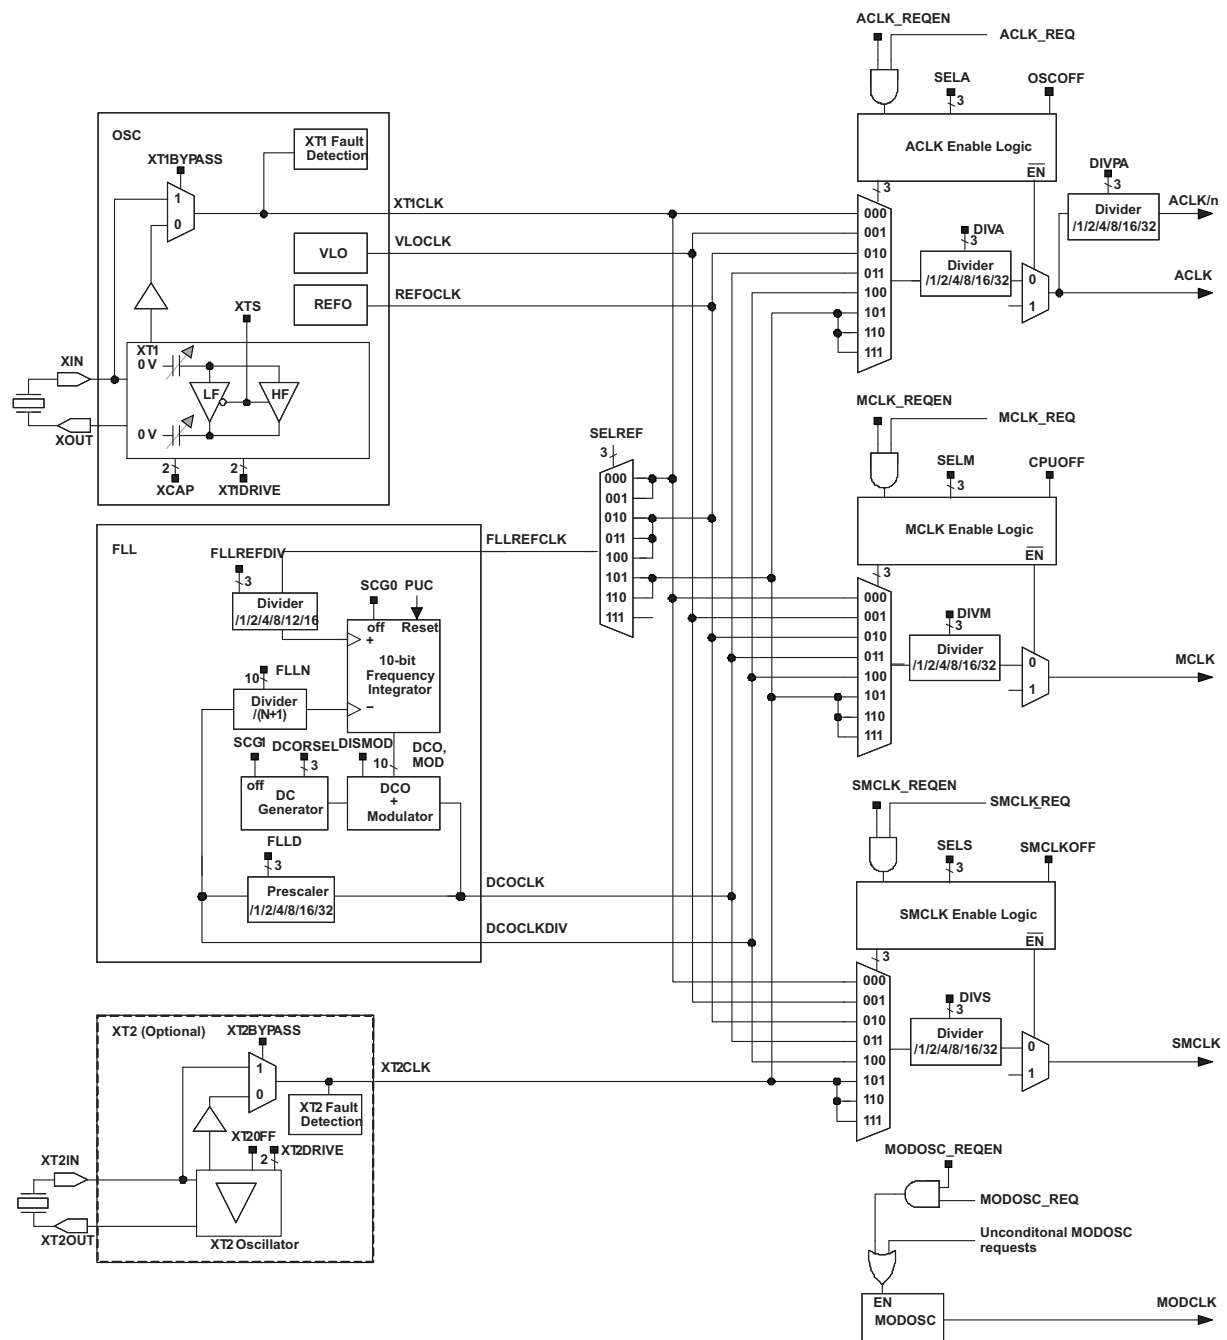 ACLK_REQEN
ACLK_REQ
SELA
3
OSCOFF
ACLK Enable Logic
EN
3
000
001
010
011
100
101
110
111
DIVA
3
Divider
/1/2/4/8/16/32
0
1
DIVPA
3
Divider
/1/2/4/8/16/32
ACLK/n
ACLK
OSC
XT1BYPASS
1
0
XT1 Fault
Detection
XT1CLK
VLO
VLOCLK
REFO
REFOCLK
XTS
XT1
0 V
LF
HF
0 V
XIN
XOUT
2
XCAP
2
XT1DRIVE
SELREF
3
000
001
010
011
100
101
110
111
MCLK_REQEN
MCLK_REQ
SELM
3
CPUOFF
MCLK Enable Logic
EN
3
000
001
010
011
100
101
110
111
DIVM
3
Divider
/1/2/4/8/16/32
0
1
MCLK
FLL
FLLREFCLK
FLLREFDIV
3
Divider
/1/2/4/8/12/16
SCG0
PUC
off
Reset
+
10-bit
Frequency
Integrator
−
FLLN
10
Divider
/(N+1)
SCG1
off
DCORSEL
3
DC
Generator
DISMOD
10
DCO,
MOD
DCO
+
Modulator
FLLD
3
Prescaler
/1/2/4/8/16/32
DCOCLK
DCOCLKDIV
SMCLK_REQEN
SMCLK_REQ
SELS
3
SMCLKOFF
SMCLK Enable Logic
EN
3
000
001
010
011
100
101
110
111
DIVS
3
Divider
/1/2/4/8/16/32
0
1
SMCLK
XT2 (Optional)
XT2BYPASS
1
0
XT2CLK
XT2 Fault
Detection
XT2OFF
2
XT2DRIVE
XT2IN
XT2OUT
XT2 Oscillator
MODOSC_REQEN
MODOSC_REQ
Unconditonal MODOSC
requests
EN
MODOSC
MODCLK